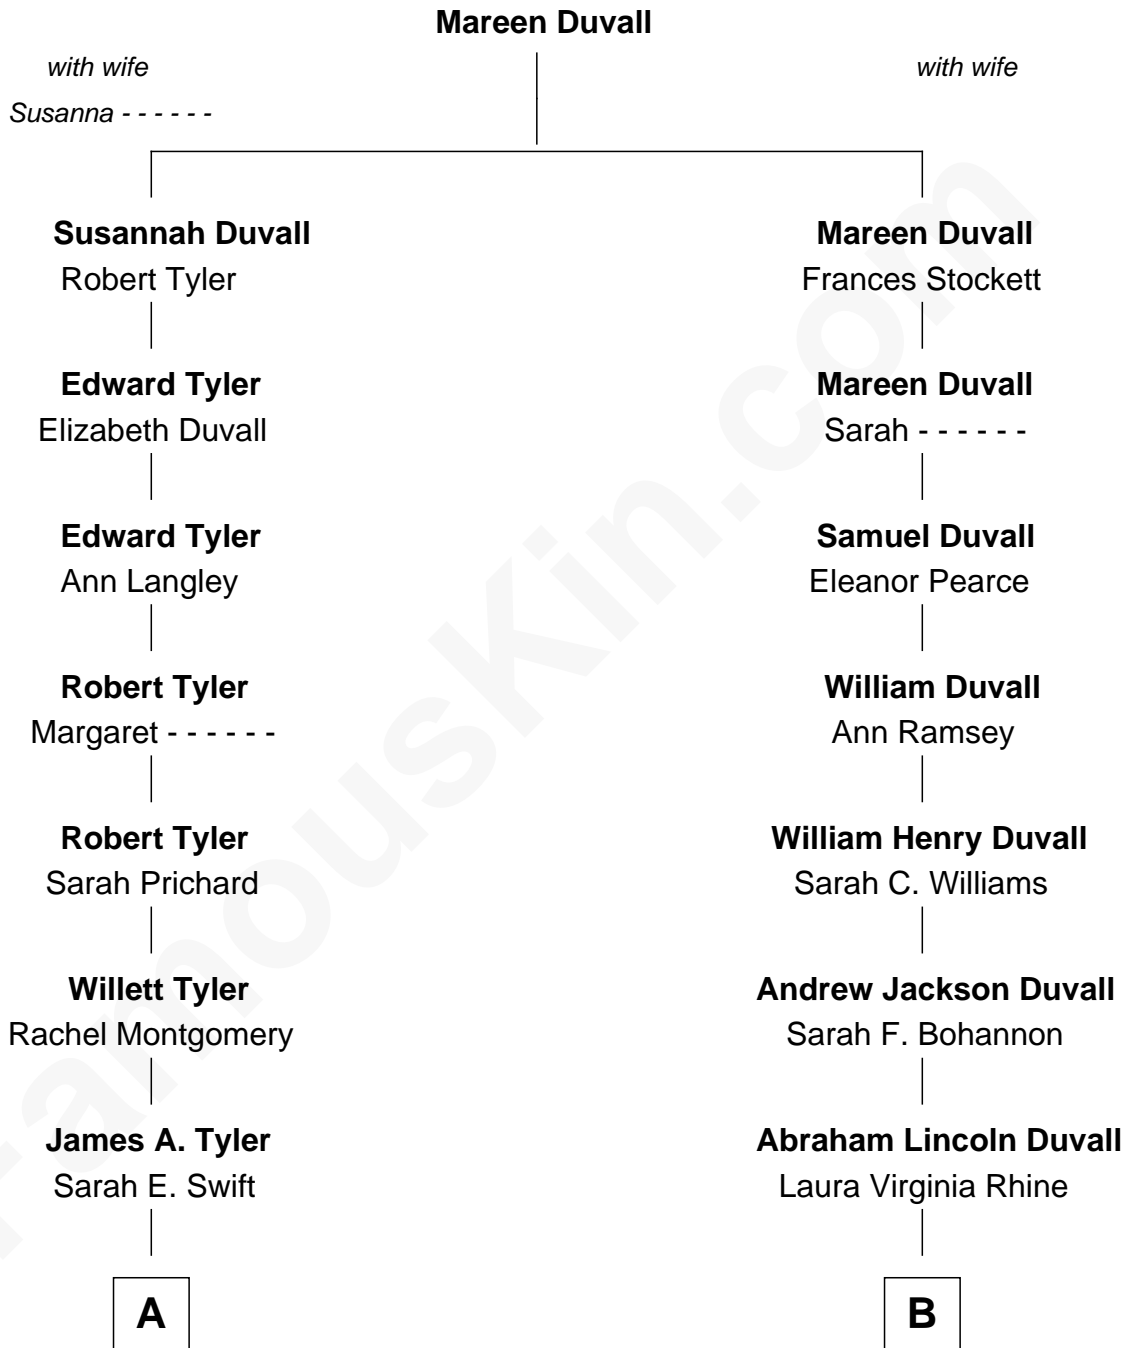 Mareen Duvall
with wife
with wife
Susanna - - - - - -
Susannah Duvall
Mareen Duvall
Robert Tyler
Frances Stockett
Edward Tyler
Mareen Duvall
Elizabeth Duvall
Sarah - - - - - -
Edward Tyler
Samuel Duvall
Ann Langley
Eleanor Pearce
Robert Tyler
William Duvall
Margaret - - - - - -
Ann Ramsey
Robert Tyler
William Henry Duvall
Sarah Prichard
Sarah C. Williams
Willett Tyler
Andrew Jackson Duvall
Rachel Montgomery
Sarah F. Bohannon
James A. Tyler
Abraham Lincoln Duvall
Sarah E. Swift
Laura Virginia Rhine
A
B
FamousKin.com